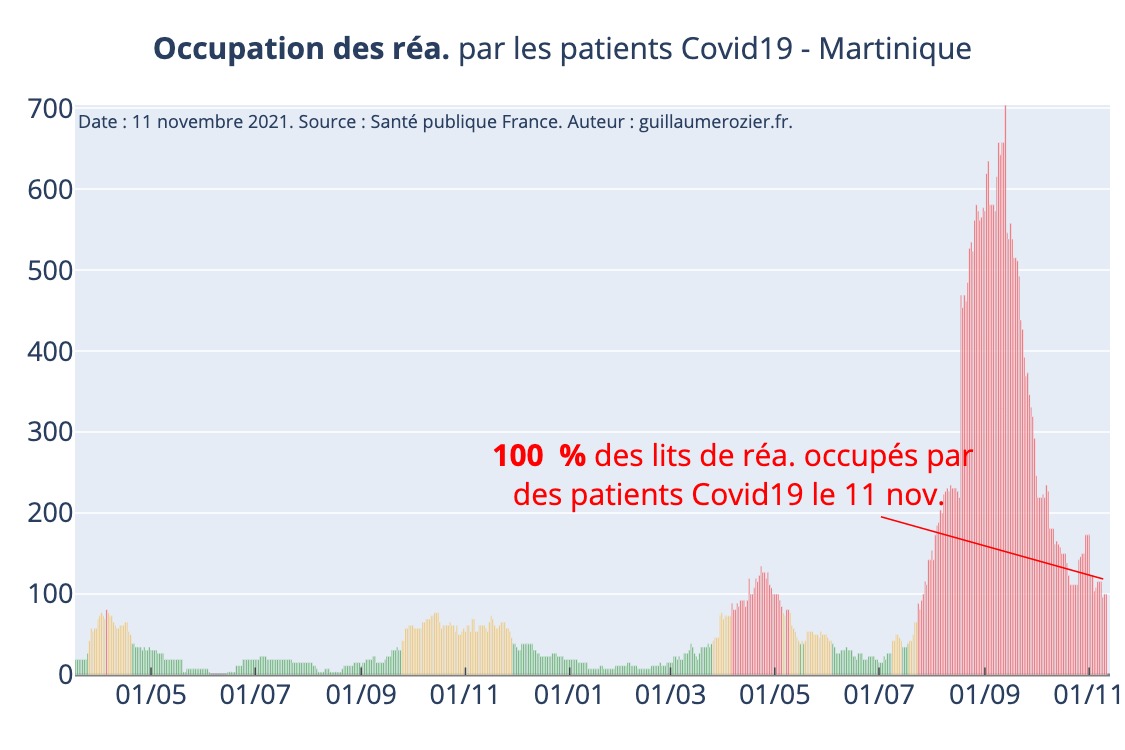 Occupation des réa. par les patients Covid19 - Martinique
700
Date : 11 novembre 2021. Source : Santé publique France. Auteur : guillaumerozier.fr.
600
500
400
300
100 % des lits de réa. occupés par
des patients Covid19 le 11 nov.
200
100
0
01/05 01/07 01/09 01/11 01/01 01/03 01/05 01/07 01/09 01/11